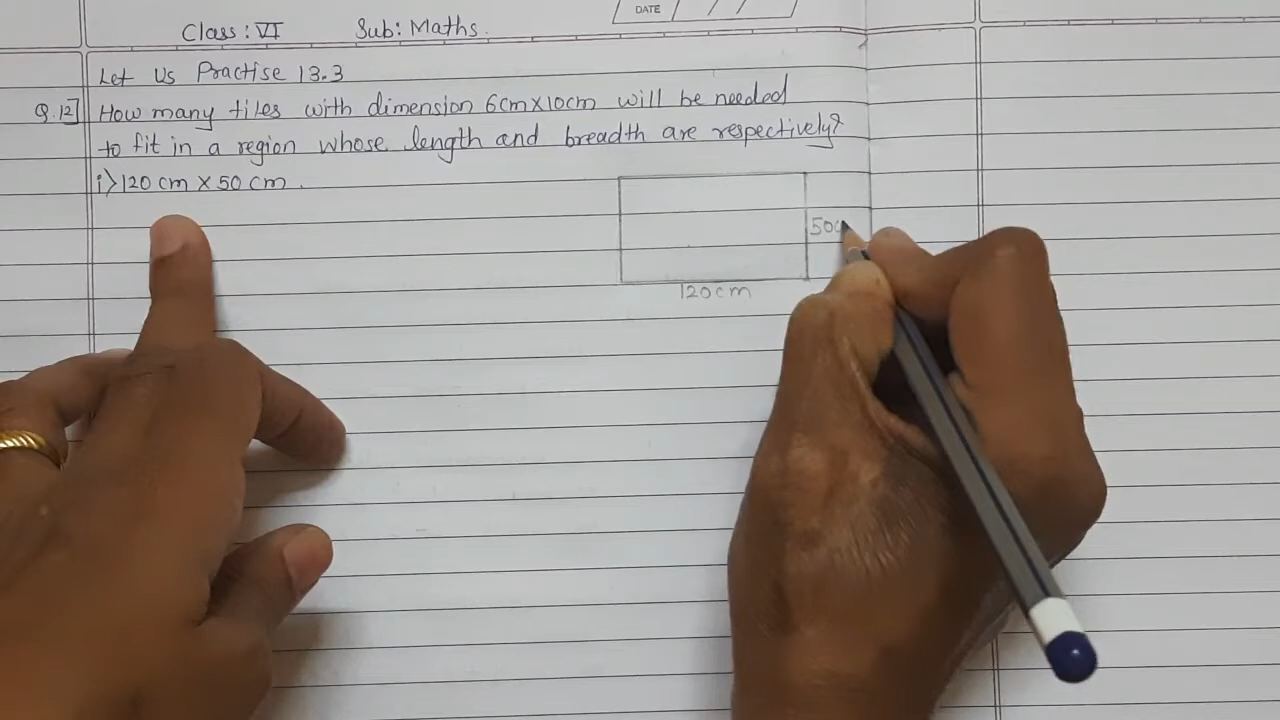 DATE
Class : VI Sub: Maths.
Let Us Practise 13.3
Q.12] How many tiles with dimension 6cm×10cm will be needed
to fit in a region whose length and breadth are respectively?
i> 120 cm × 50 cm.
50c
120cm